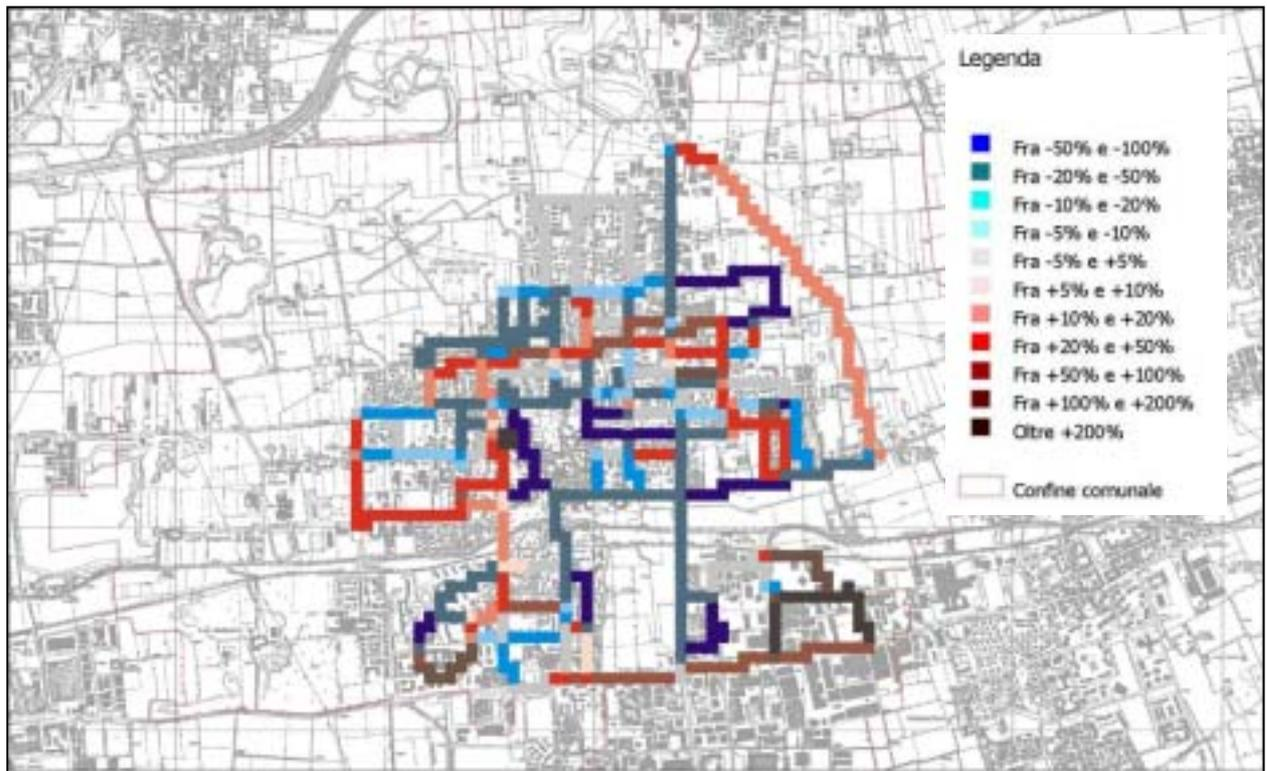 Legenda
Fra -50% e -100%
Fra -20% e -50%
Fra -10% e -20%
Fra -5% e -10%
Fra -5% e +5%
Fra +5% e +10%
Fra +10% e +20%
Fra +20% e +50%
Fra +50% e +100%
Fra +100% e +200%
Oltre +200%
Confine comunale